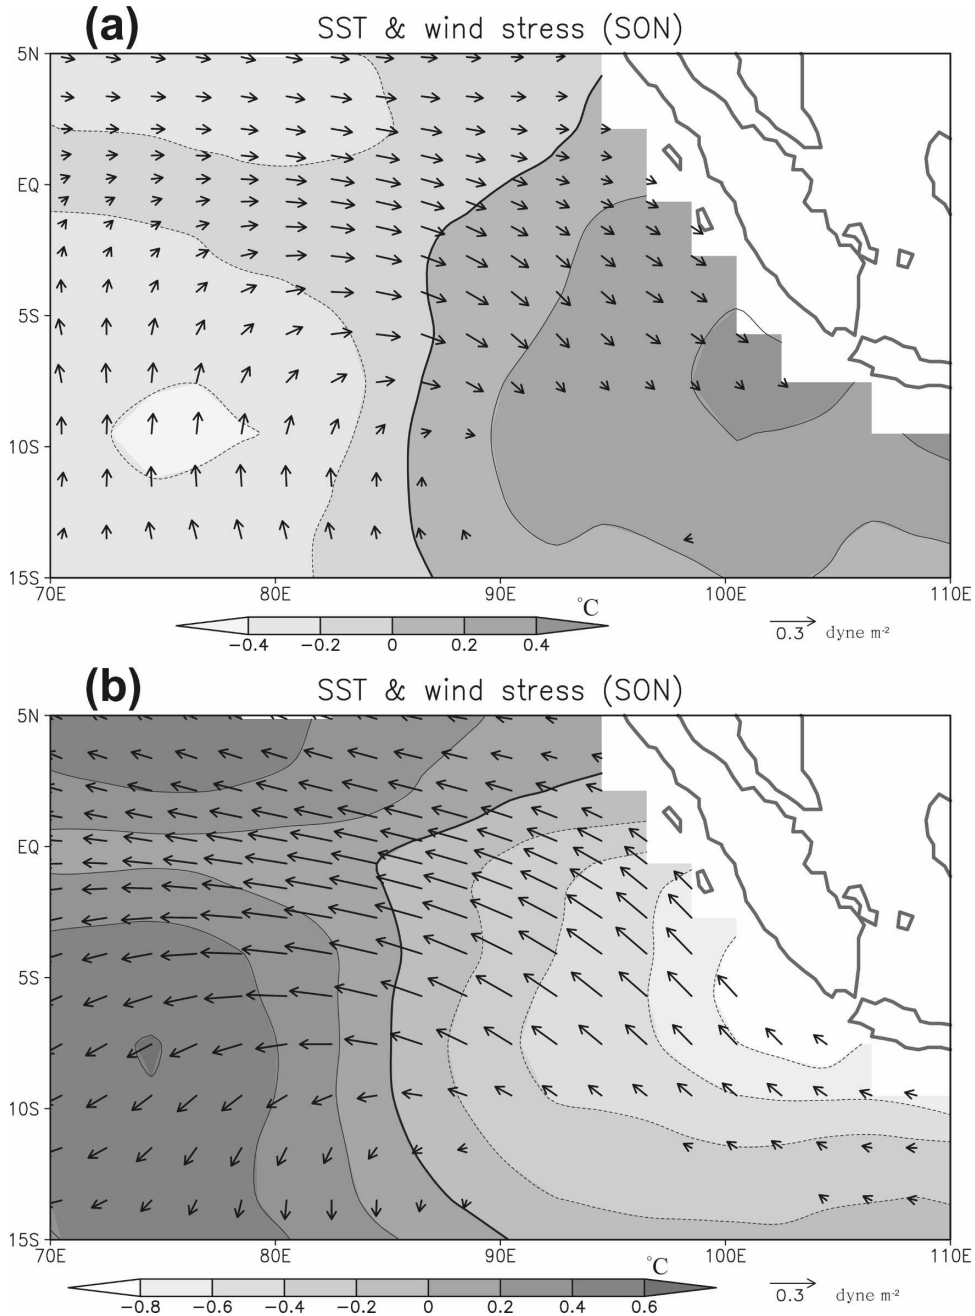 (a) SST & wind stress (SON)
5N
EQ
5S
10S
15S
70E 80E 90E 100E 110E
°C
−0.4 −0.2 0 0.2 0.4
0.3 dyne m-2
(b) SST & wind stress (SON)
5N
EQ
5S
10S
15S
70E 80E 90E 100E 110E
°C
−0.8 −0.6 −0.4 −0.2 0 0.2 0.4 0.6
0.3 dyne m-2